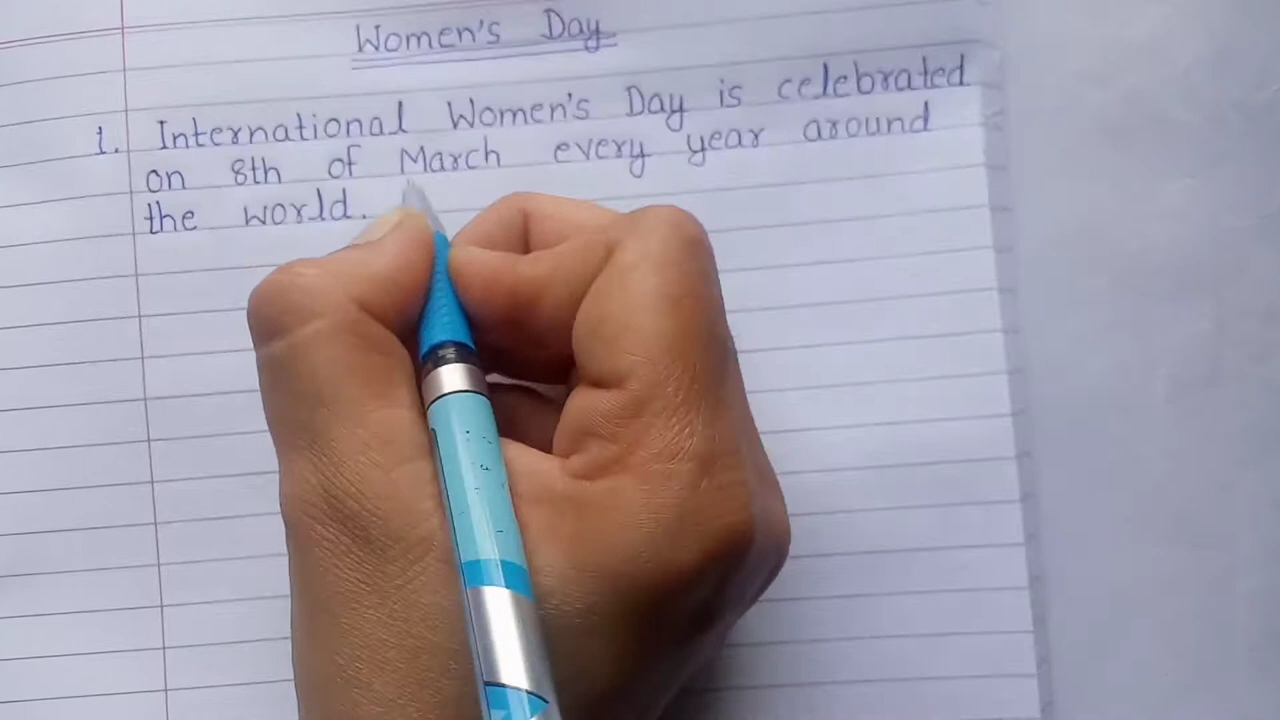 Women's Day
1. International Women's Day is celebrated
on 8th of March every year around
the world.